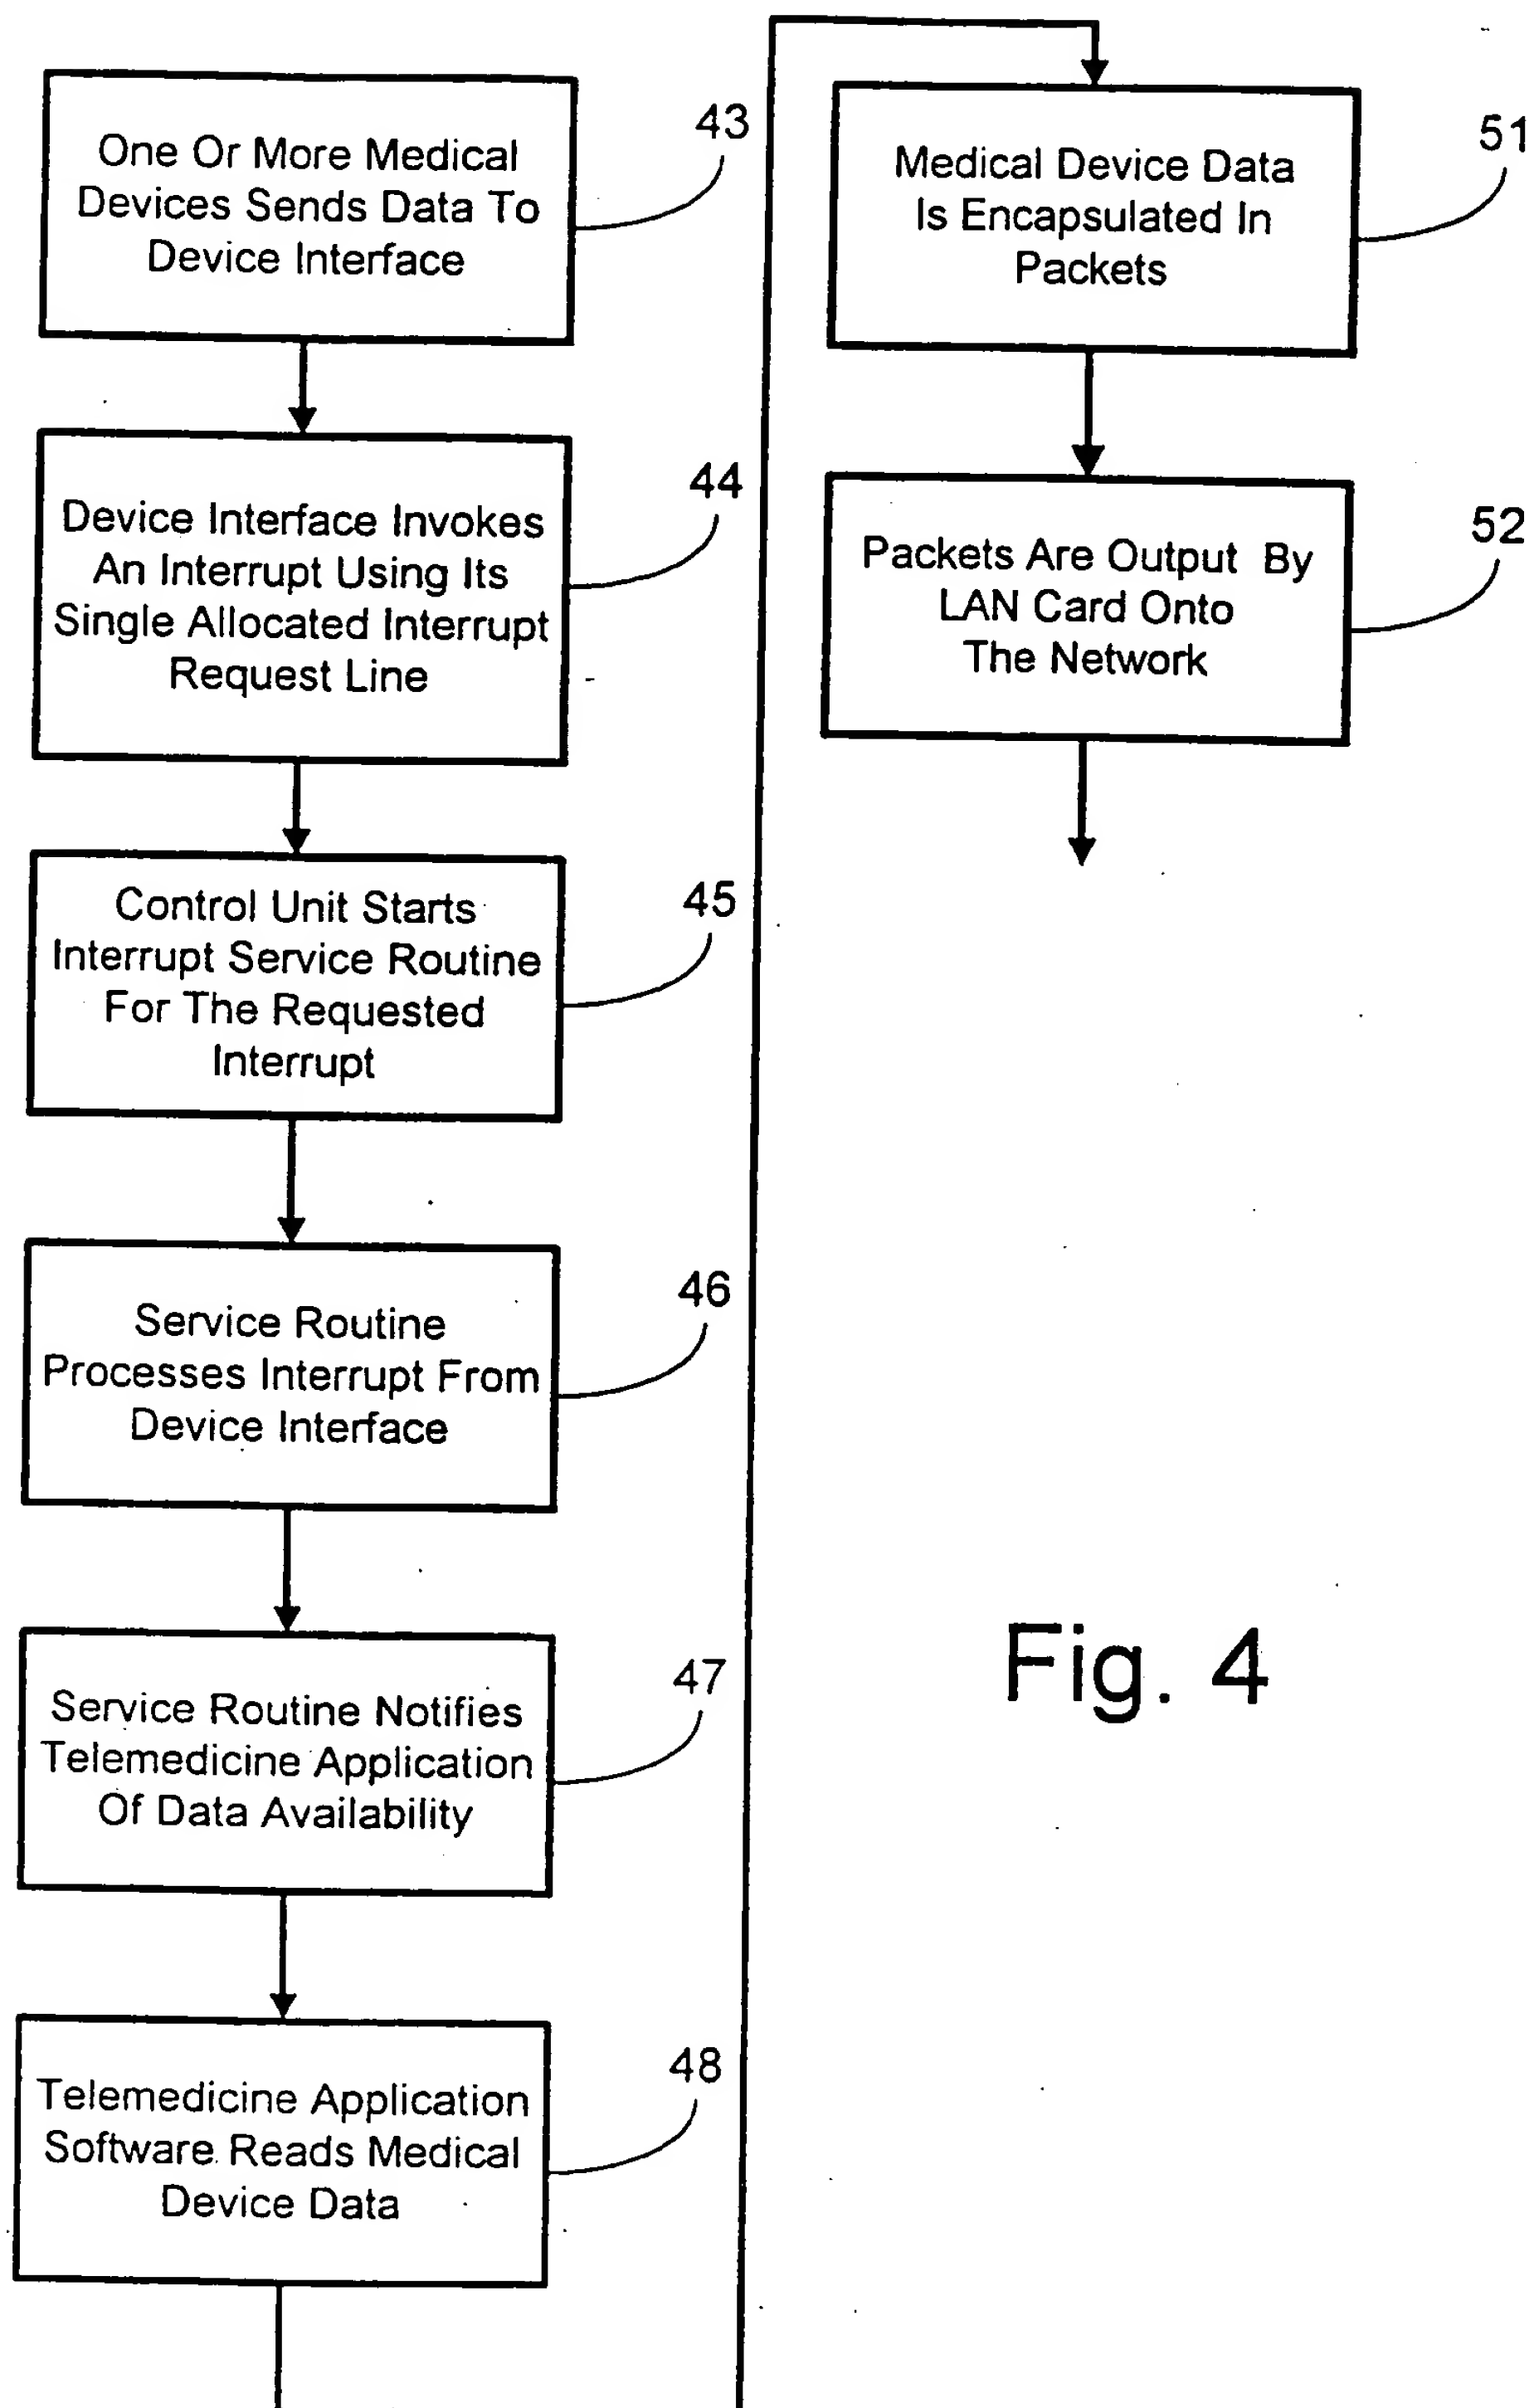 One Or More Medical
Devices Sends Data To
Device Interface
43
Device Interface Invokes
An Interrupt Using Its
Single Allocated Interrupt
Request Line
44
Control Unit Starts
Interrupt Service Routine
For The Requested
Interrupt
45
Service Routine
Processes Interrupt From
Device Interface
46
Service Routine Notifies
Telemedicine Application
Of Data Availability
47
Telemedicine Application
Software Reads Medical
Device Data
48
Medical Device Data
Is Encapsulated In
Packets
51
Packets Are Output By
LAN Card Onto
The Network
52
Fig. 4